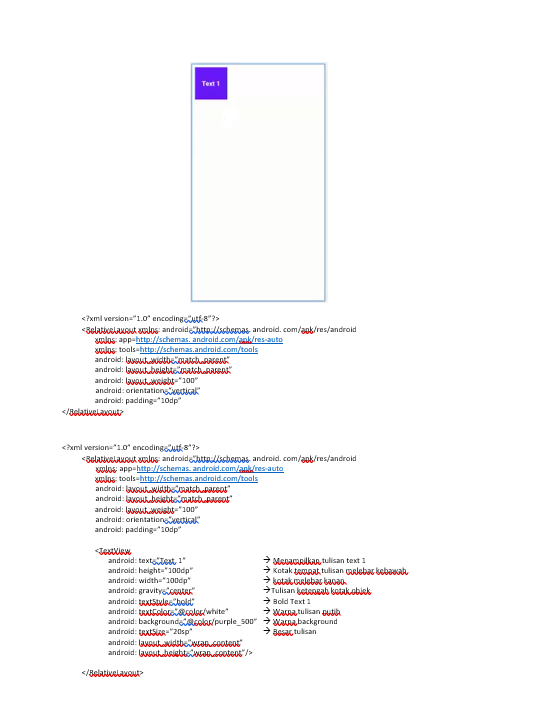 Text 1
<?xml version="1.0" encoding="utf-8"?>
<RelativeLayout xmlns: android="http://schemas. android. com/apk/res/android
xmlns: app=http://schemas. android.com/apk/res-auto
xmlns: tools=http://schemas.android.com/tools
android: layout_width="match_parent"
android: layout_height="match_parent"
android: layout_weight="100"
android: orientation="vertical"
android: padding="10dp"
</RelativeLayout>
<?xml version="1.0" encoding="utf-8"?>
<RelativeLayout xmlns: android="http://schemas. android. com/apk/res/android
xmlns: app=http://schemas. android.com/apk/res-auto
xmlns: tools=http://schemas.android.com/tools
android: layout_width="match_parent"
android: layout_height="match_parent"
android: layout_weight="100"
android: orientation="vertical"
android: padding="10dp"
<TextView
android: text="Text_1" → Menampilkan tulisan text 1
android: height="100dp" → Kotak tempat tulisan melebar kebawah
android: width="100dp" → kotak melebar kanan
android: gravity="center" →Tulisan ketengah kotak objek
android: textStyle="bold" → Bold Text 1
android: textColor="@color/white" → Warna tulisan putih
android: background="@color/purple_500" → Warna background
android: textSize="20sp" → Besar tulisan
android: layout_width="wrap_content"
android: layout_height="wrap_content"/>
</RelativeLayout>